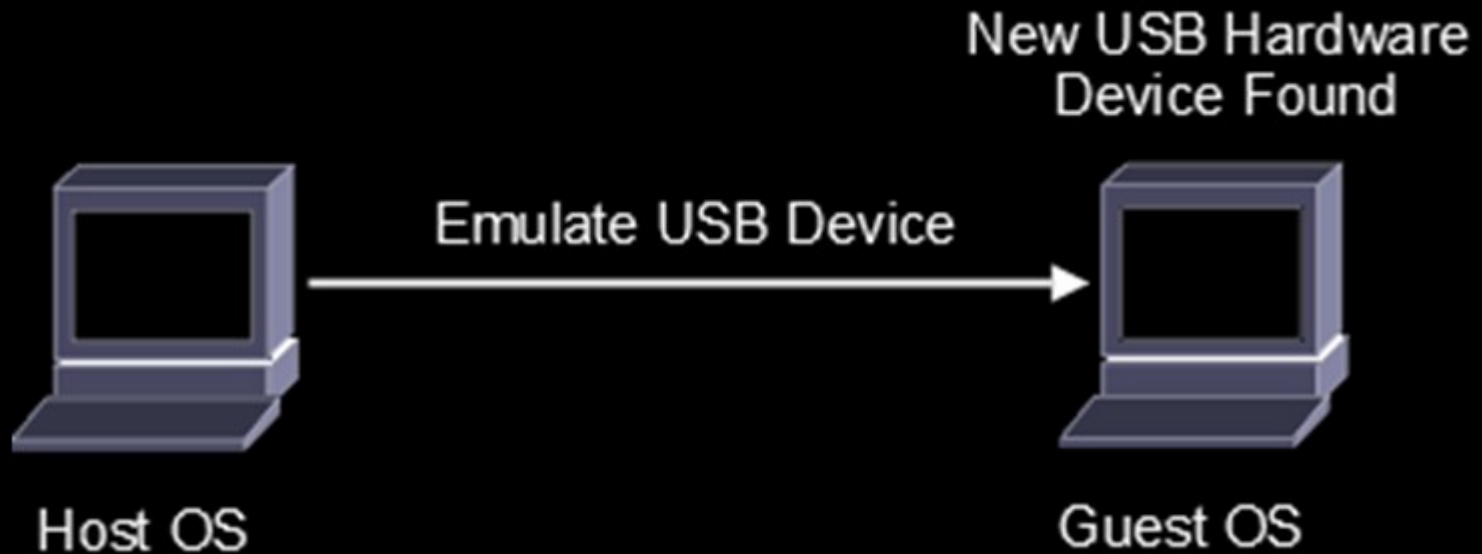 New USB Hardware
Device Found
Emulate USB Device
Host OS
Guest OS